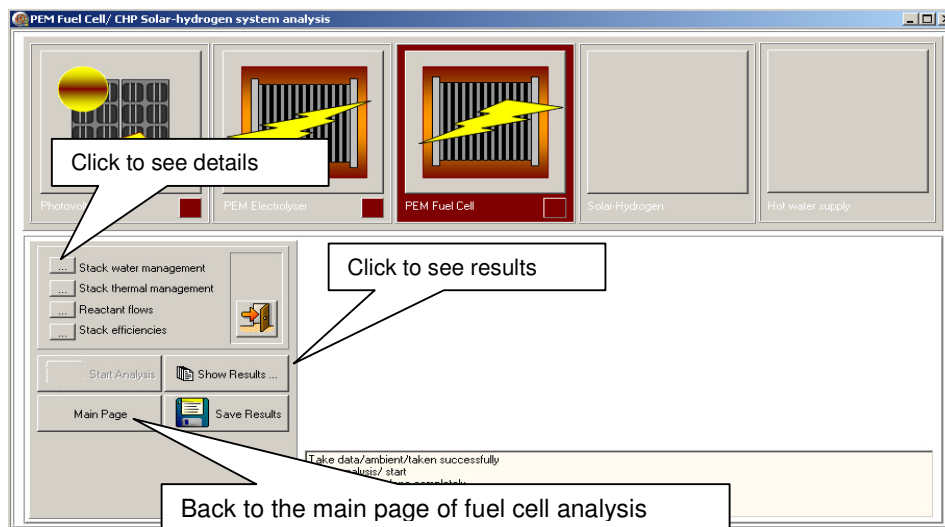 PEM Fuel Cell/ CHP Solar-hydrogen system analysis
Click to see details
PEM Electrolyser
PEM Fuel Cell
Solar-Hydrogen
Hot water supply
... Stack water management
... Stack thermal management
... Reactant flows
... Stack efficiencies
Click to see results
Start Analysis
Show Results ...
Main Page
Save Results
Take data/ambient/taken successfully
/ start
completely
Back to the main page of fuel cell analysis